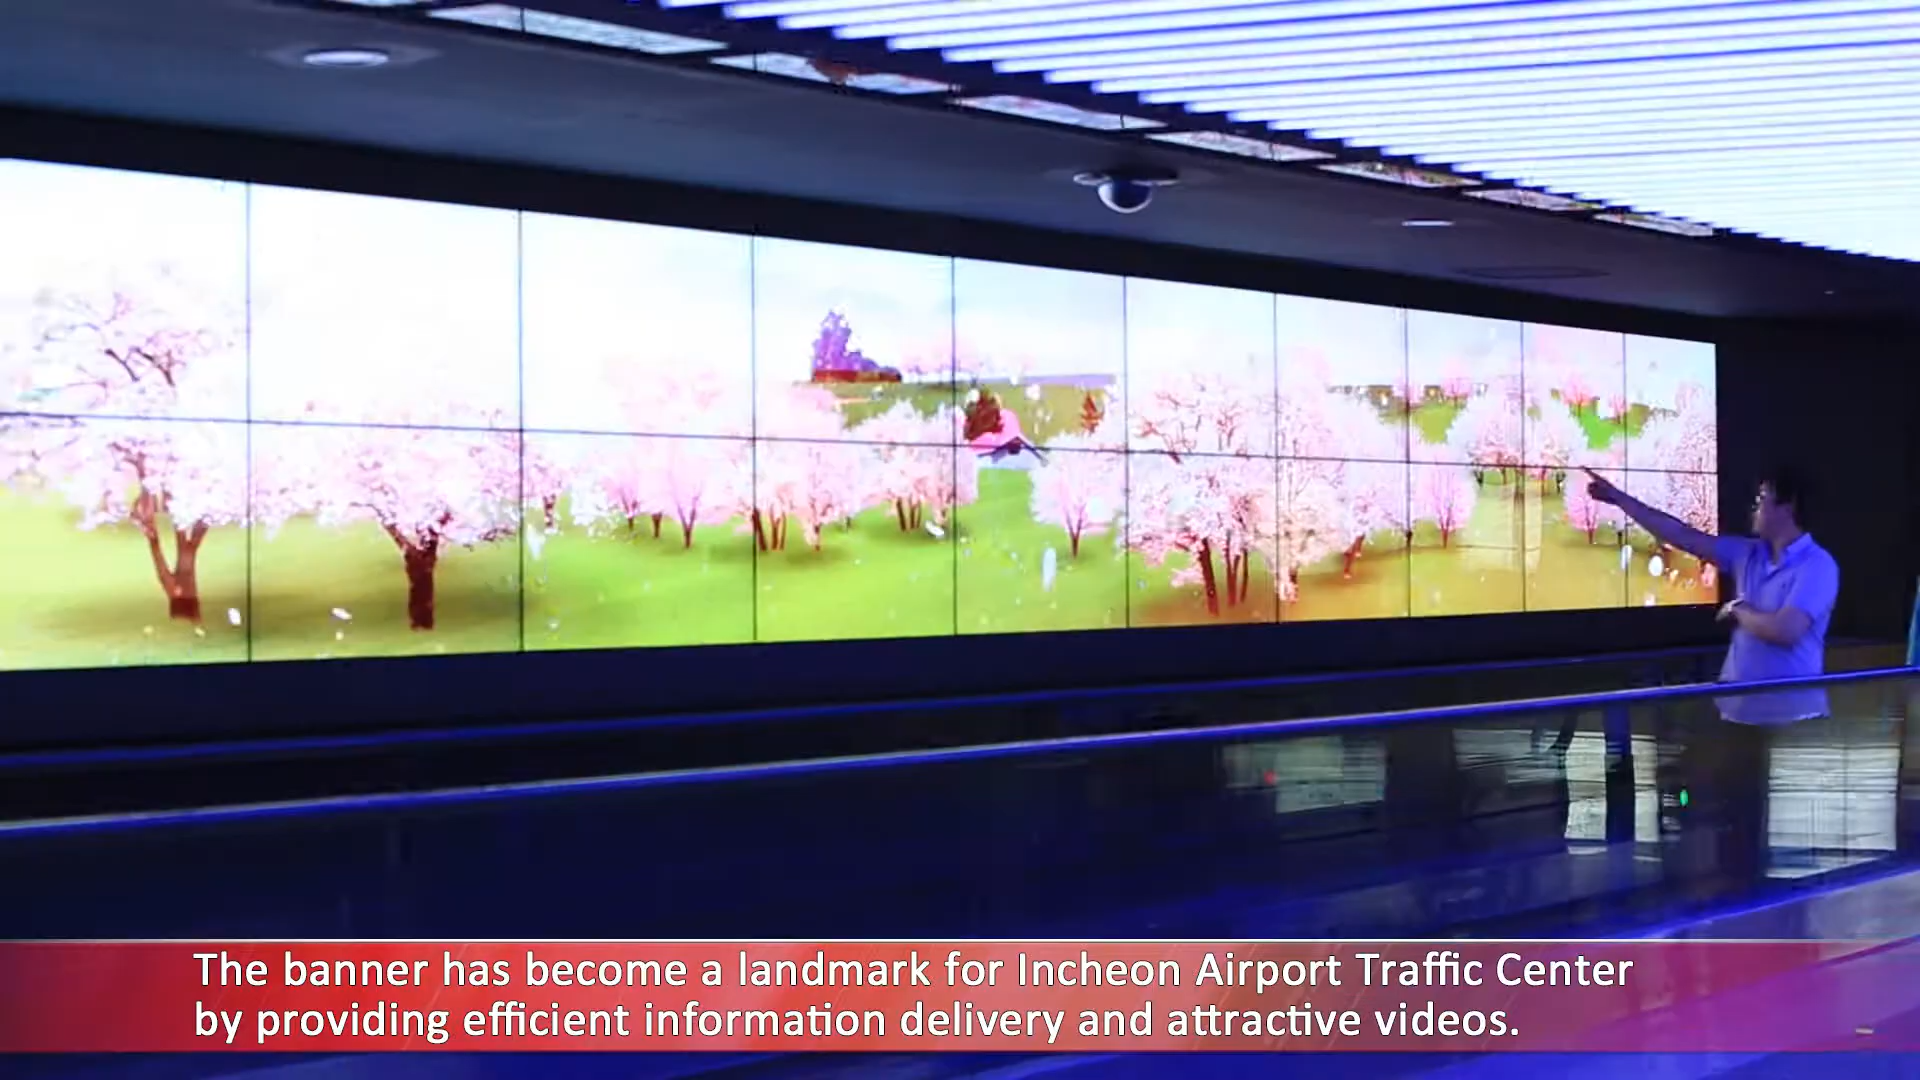 The banner has become a landmark for Incheon Airport Traffic Center
by providing efficient information delivery and attractive videos.